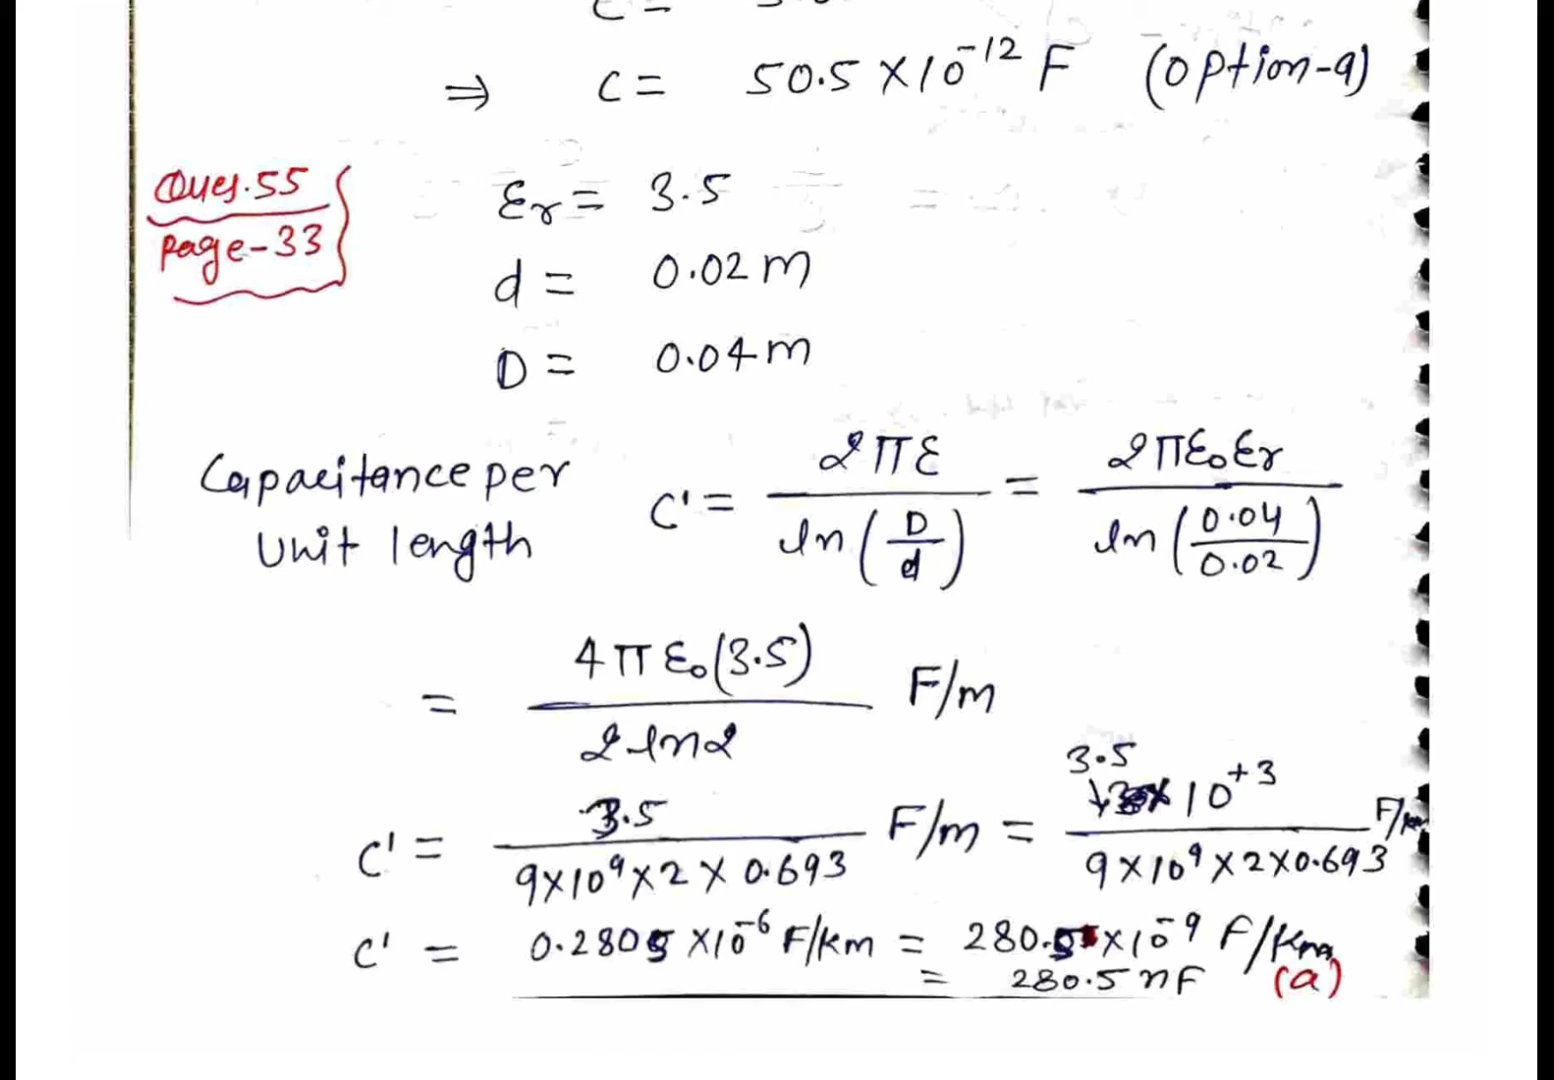 ⇒ C = 50.5 × 10⁻¹² F (option-a)
Ques. 55
Page-33
εr = 3.5
d = 0.02 m
D = 0.04 m
Capacitance per
Unit length
C' = 2πε / ln(D/d) = 2πε₀εr / ln(0.04/0.02)
= 4πε₀(3.5) / 2 ln2 F/m
C' = 3.5 / 9×10⁹×2×0.693 F/m = 3.5 × 10⁺³ / 9×10⁹×2×0.693 F/km
C' = 0.2805 × 10⁻⁶ F/km = 280.5 × 10⁻⁹ F/km
= 280.5 nF (a)